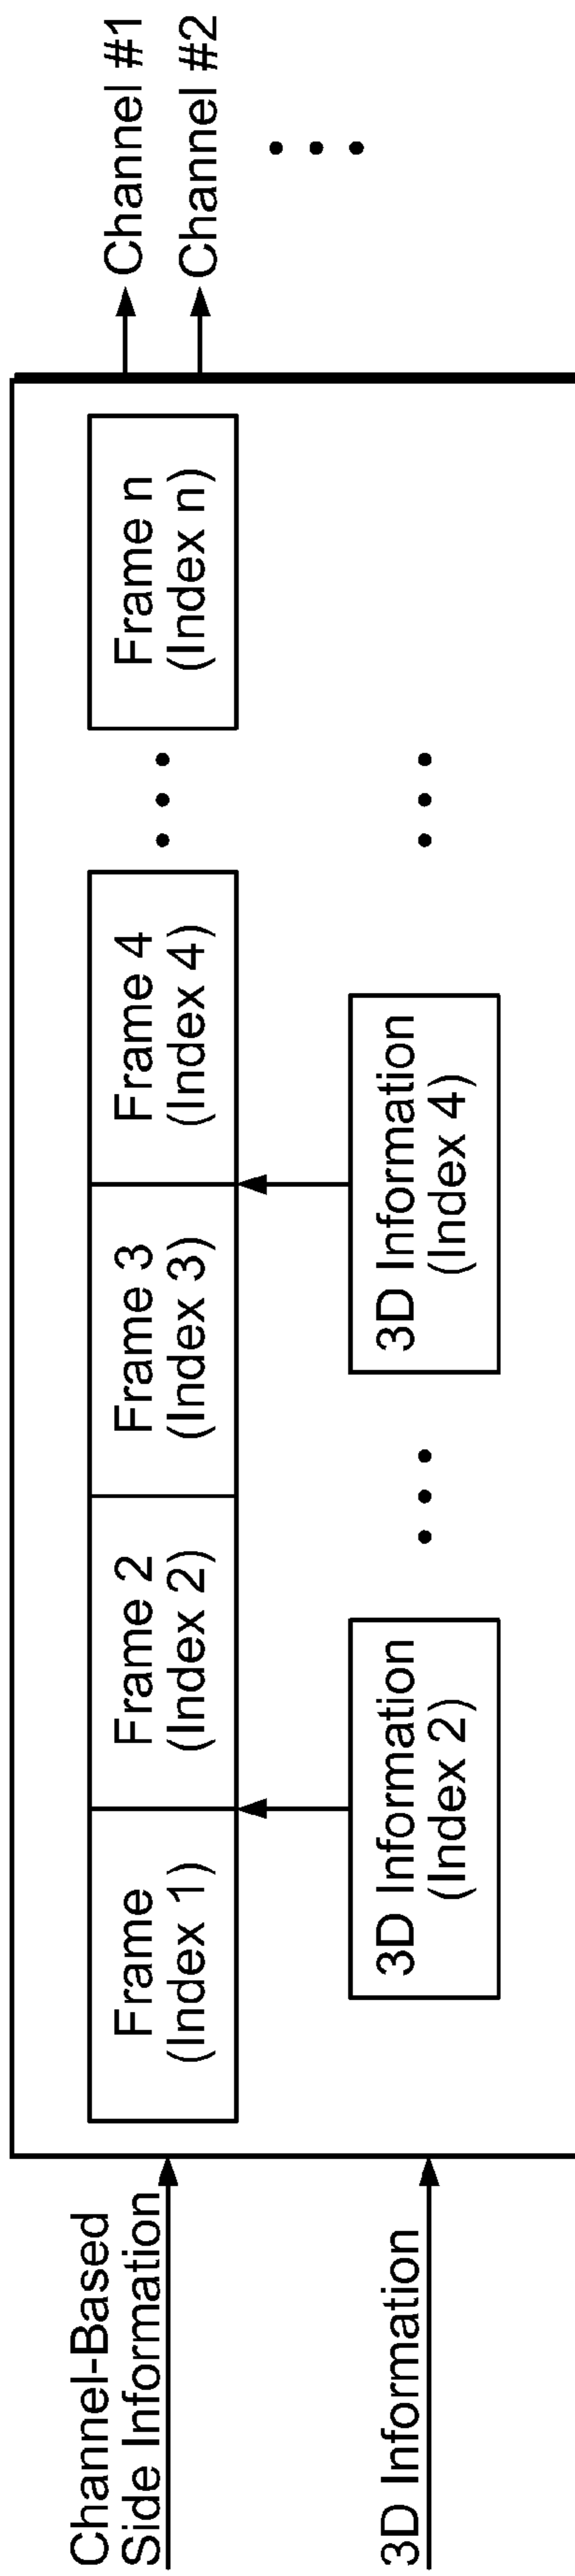 Channel-Based
Side Information
3D Information
Frame
(Index 1)
Frame 2
(Index 2)
Frame 3
(Index 3)
Frame 4
(Index 4)
Frame n
(Index n)
3D Information
(Index 2)
3D Information
(Index 4)
Channel #1
Channel #2